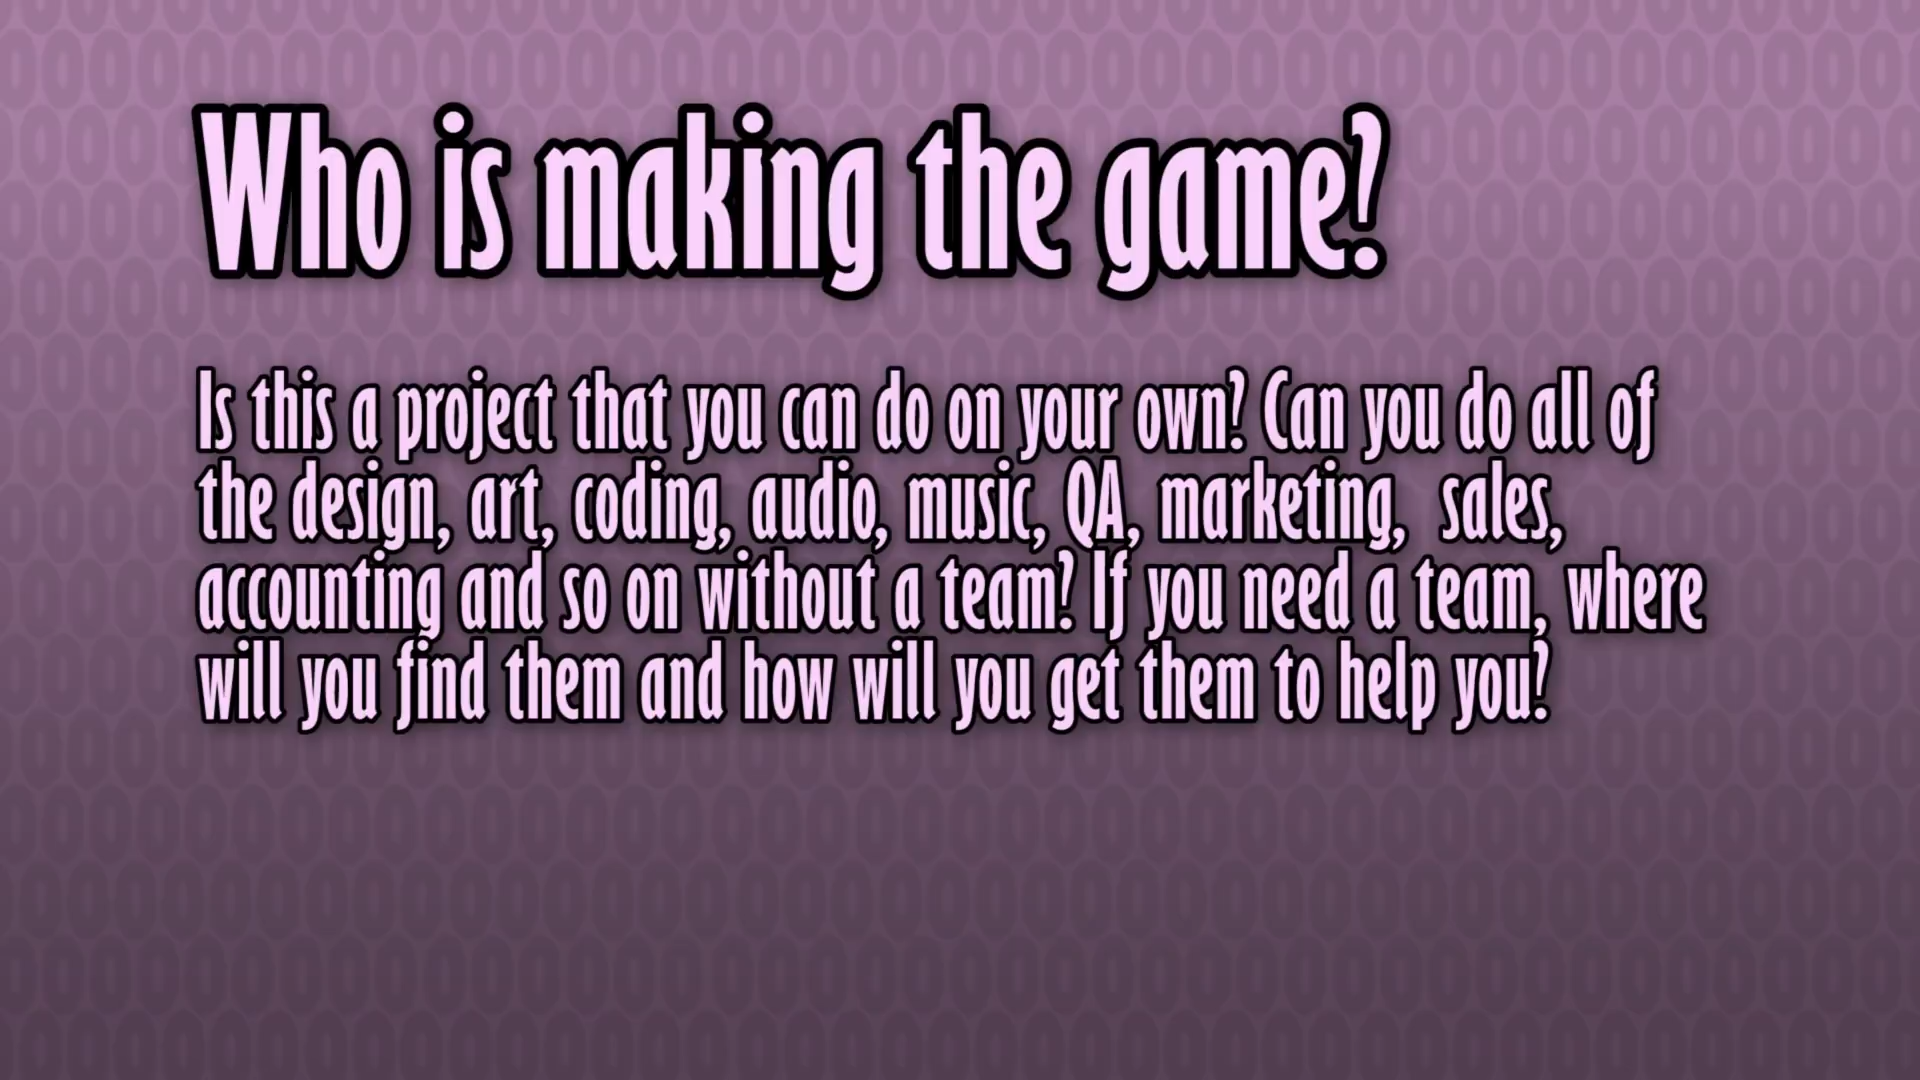 Who is making the game?
Is this a project that you can do on your own? Can you do all of
the design, art, coding, audio, music, QA, marketing,  sales,
accounting and so on without a team? If you need a team, where
will you find them and how will you get them to help you?